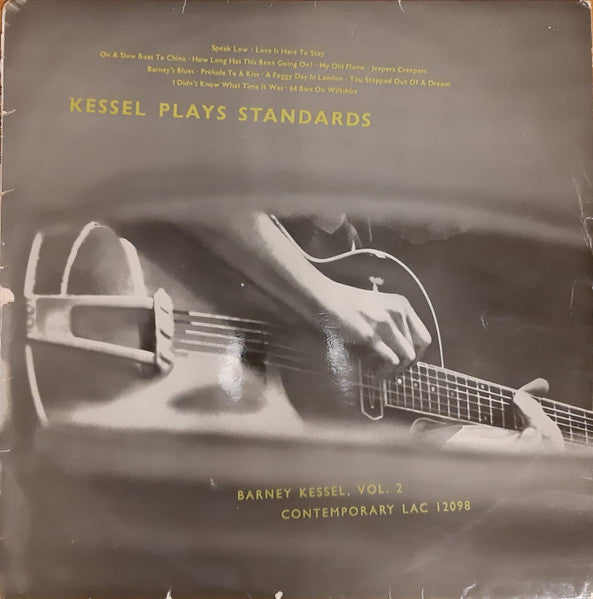 Speak Low · Love Is Here To Stay
On A Slow Boat To China · How Long Has This Been Going On? · My Old Flame · Jeepers Creepers
Barney's Blues · Prelude To A Kiss · A Foggy Day In London · You Stepped Out Of A Dream
I Didn't Know What Time It Was · 64 Bars On Wiltshire
KESSEL PLAYS STANDARDS
BARNEY KESSEL, VOL. 2
CONTEMPORARY LAC 12098